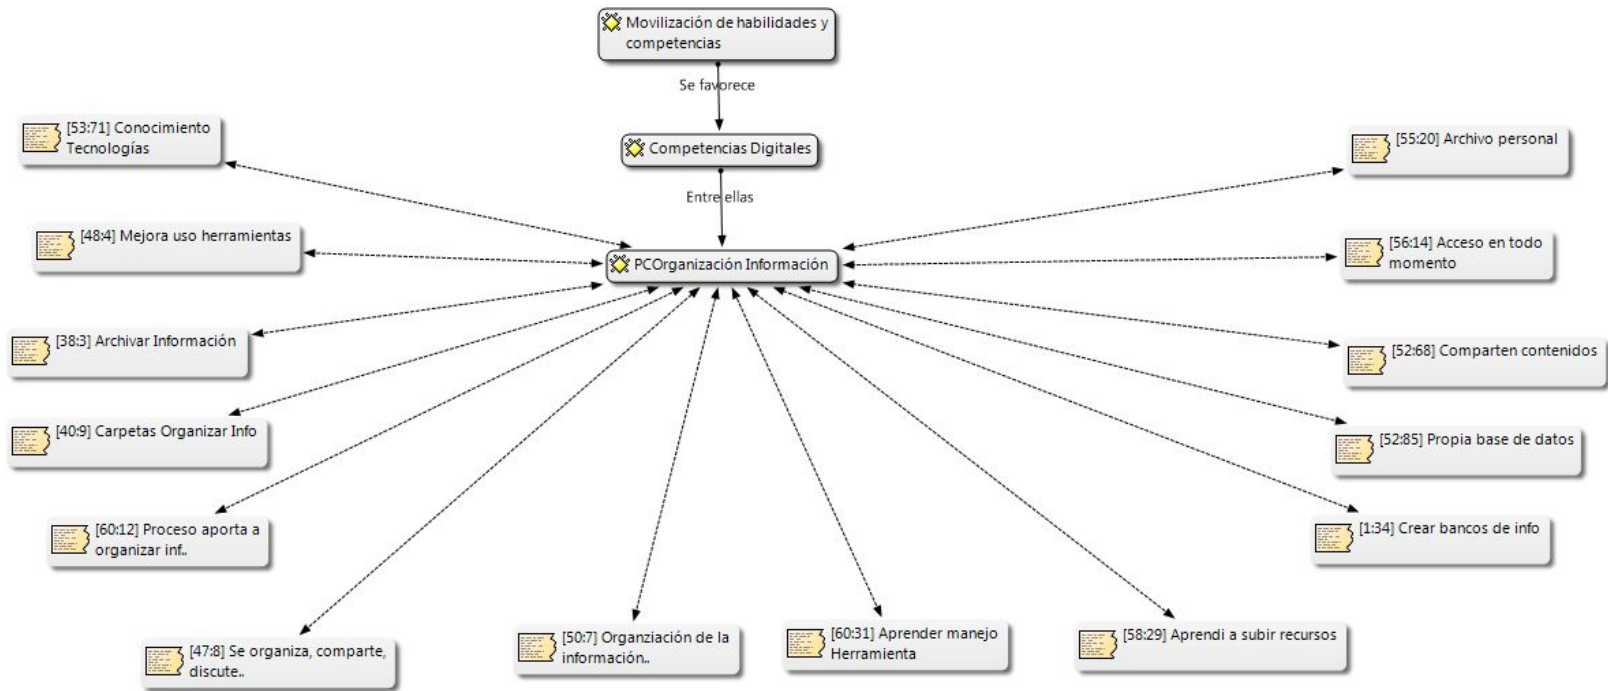 Movilización de habilidades y
competencias
Se favorece
[53:71] Conocimiento
Tecnologías
Competencias Digitales
[55:20] Archivo personal
Entre ellas
[48:4] Mejora uso herramientas
PCOrganización Información
[56:14] Acceso en todo
momento
[38:3] Archivar Información
[52:68] Comparten contenidos
[40:9] Carpetas Organizar Info
[52:85] Propia base de datos
[60:12] Proceso aporta a
organizar inf..
[1:34] Crear bancos de info
[47:8] Se organiza, comparte,
discute..
[50:7] Organziación de la
información..
[60:31] Aprender manejo
Herramienta
[58:29] Aprendi a subir recursos